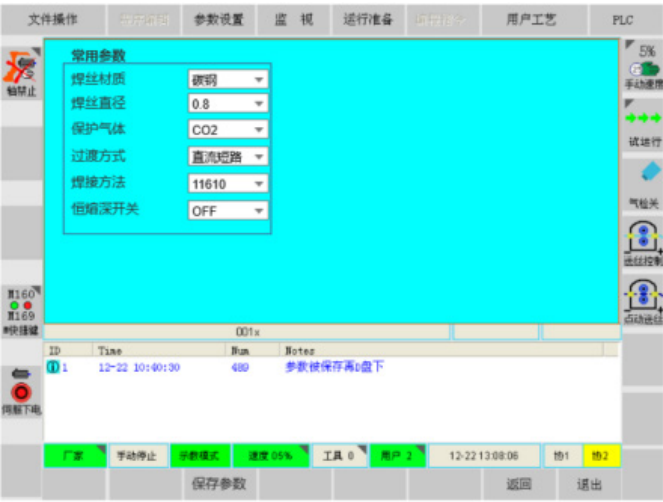 文件操作 参数设置 监 视 运行准备 用户工艺 PLC
常用参数
焊丝材质 碳钢
焊丝直径 0.8
保护气体 CO2
过渡方式 直流短路
焊接方法 11610
恒熔深开关 OFF
轴禁止
M160
M169
#快捷键
伺服下电
5%
手动速度
试运行
气检关
送丝控制
点动送丝
001x
ID Time Num Notes
1 12-22 10:40:30 489 参数被保存再D盘下
厂家 手动停止 示教模式 速度 05% 工具 0 用户 2 12-22 13:08:06 协1 协2
保存参数 返回 退出